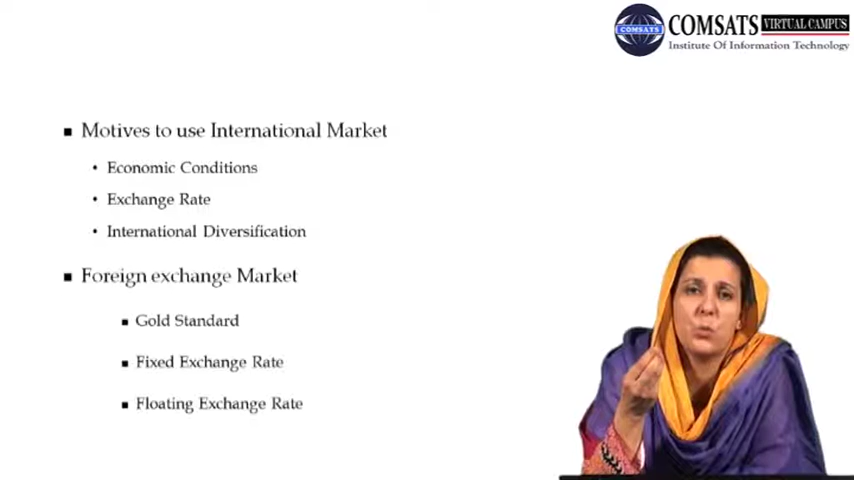 COMSATS VIRTUAL CAMPUS
COMSATS
Institute Of Information Technology
▪ Motives to use International Market
• Economic Conditions
• Exchange Rate
• International Diversification
▪ Foreign exchange Market
▪ Gold Standard
▪ Fixed Exchange Rate
▪ Floating Exchange Rate